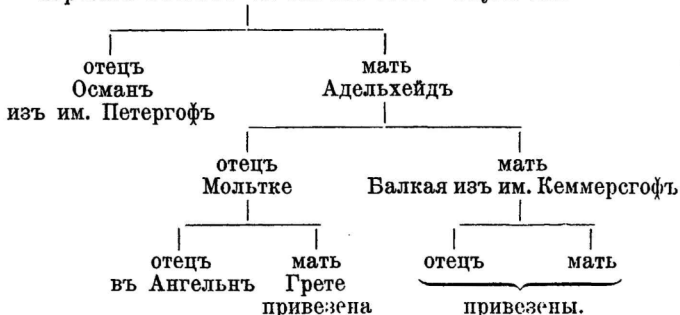 отецъ мать
Османъ Адельхейдъ
изъ им. Петергофъ
отецъ мать
Мольтке Балкая изъ им. Кеммерсгофъ
отецъ мать отецъ мать
въ Ангельнъ Грете
привезена привезены.